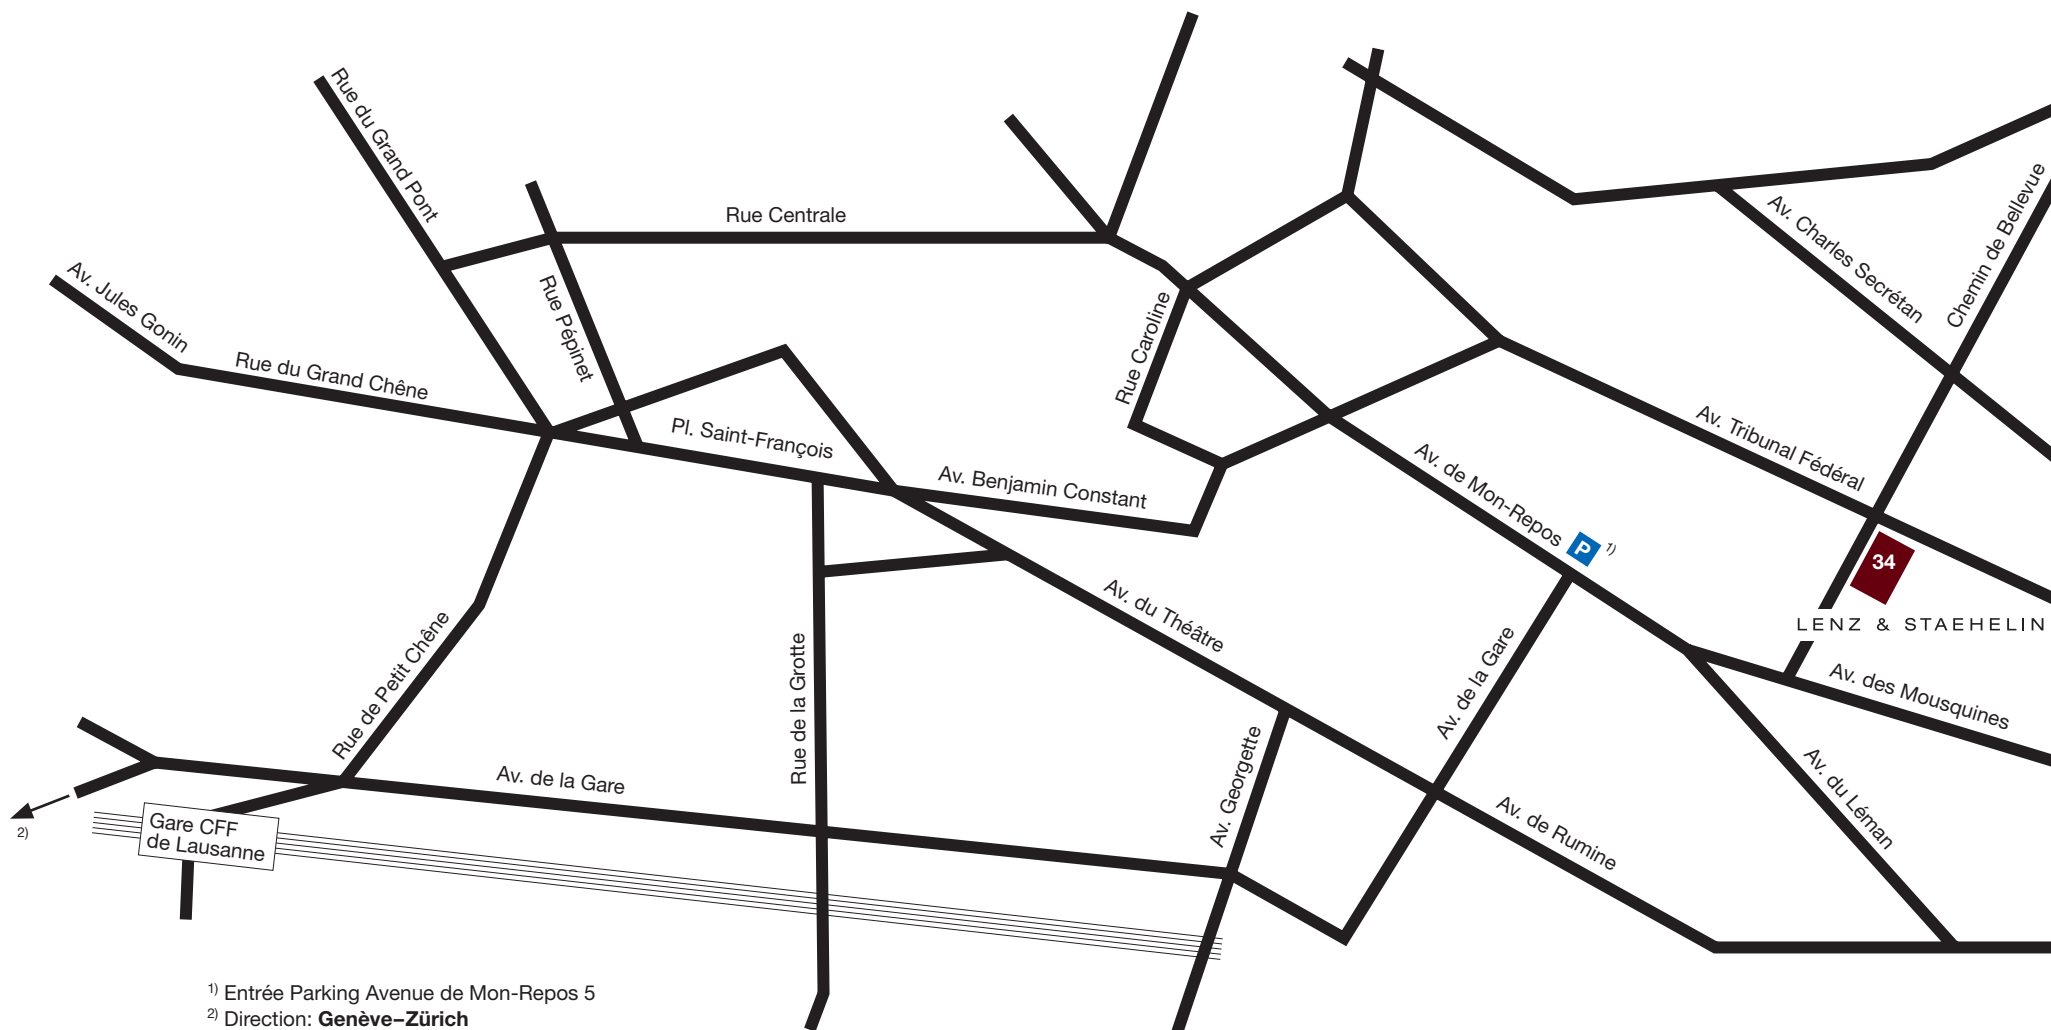 Rue du Grand Pont
Rue Centrale
Chemin de Bellevue
Av. Charles Secrétan
Av. Jules Gonin
Rue Pépinet
Rue Caroline
Rue du Grand Chêne
Pl. Saint-François
Av. Tribunal Fédéral
Av. Benjamin Constant
Av. de Mon-Repos
P 1)
34
LENZ & STAEHELIN
Av. du Théâtre
Rue de Petit Chêne
Rue de la Grotte
Av. de la Gare
Av. des Mousquines
Av. Georgette
Av. de la Gare
Av. du Léman
Av. de Rumine
2)
Gare CFF
de Lausanne
1) Entrée Parking Avenue de Mon-Repos 5
2) Direction: Genève–Zürich